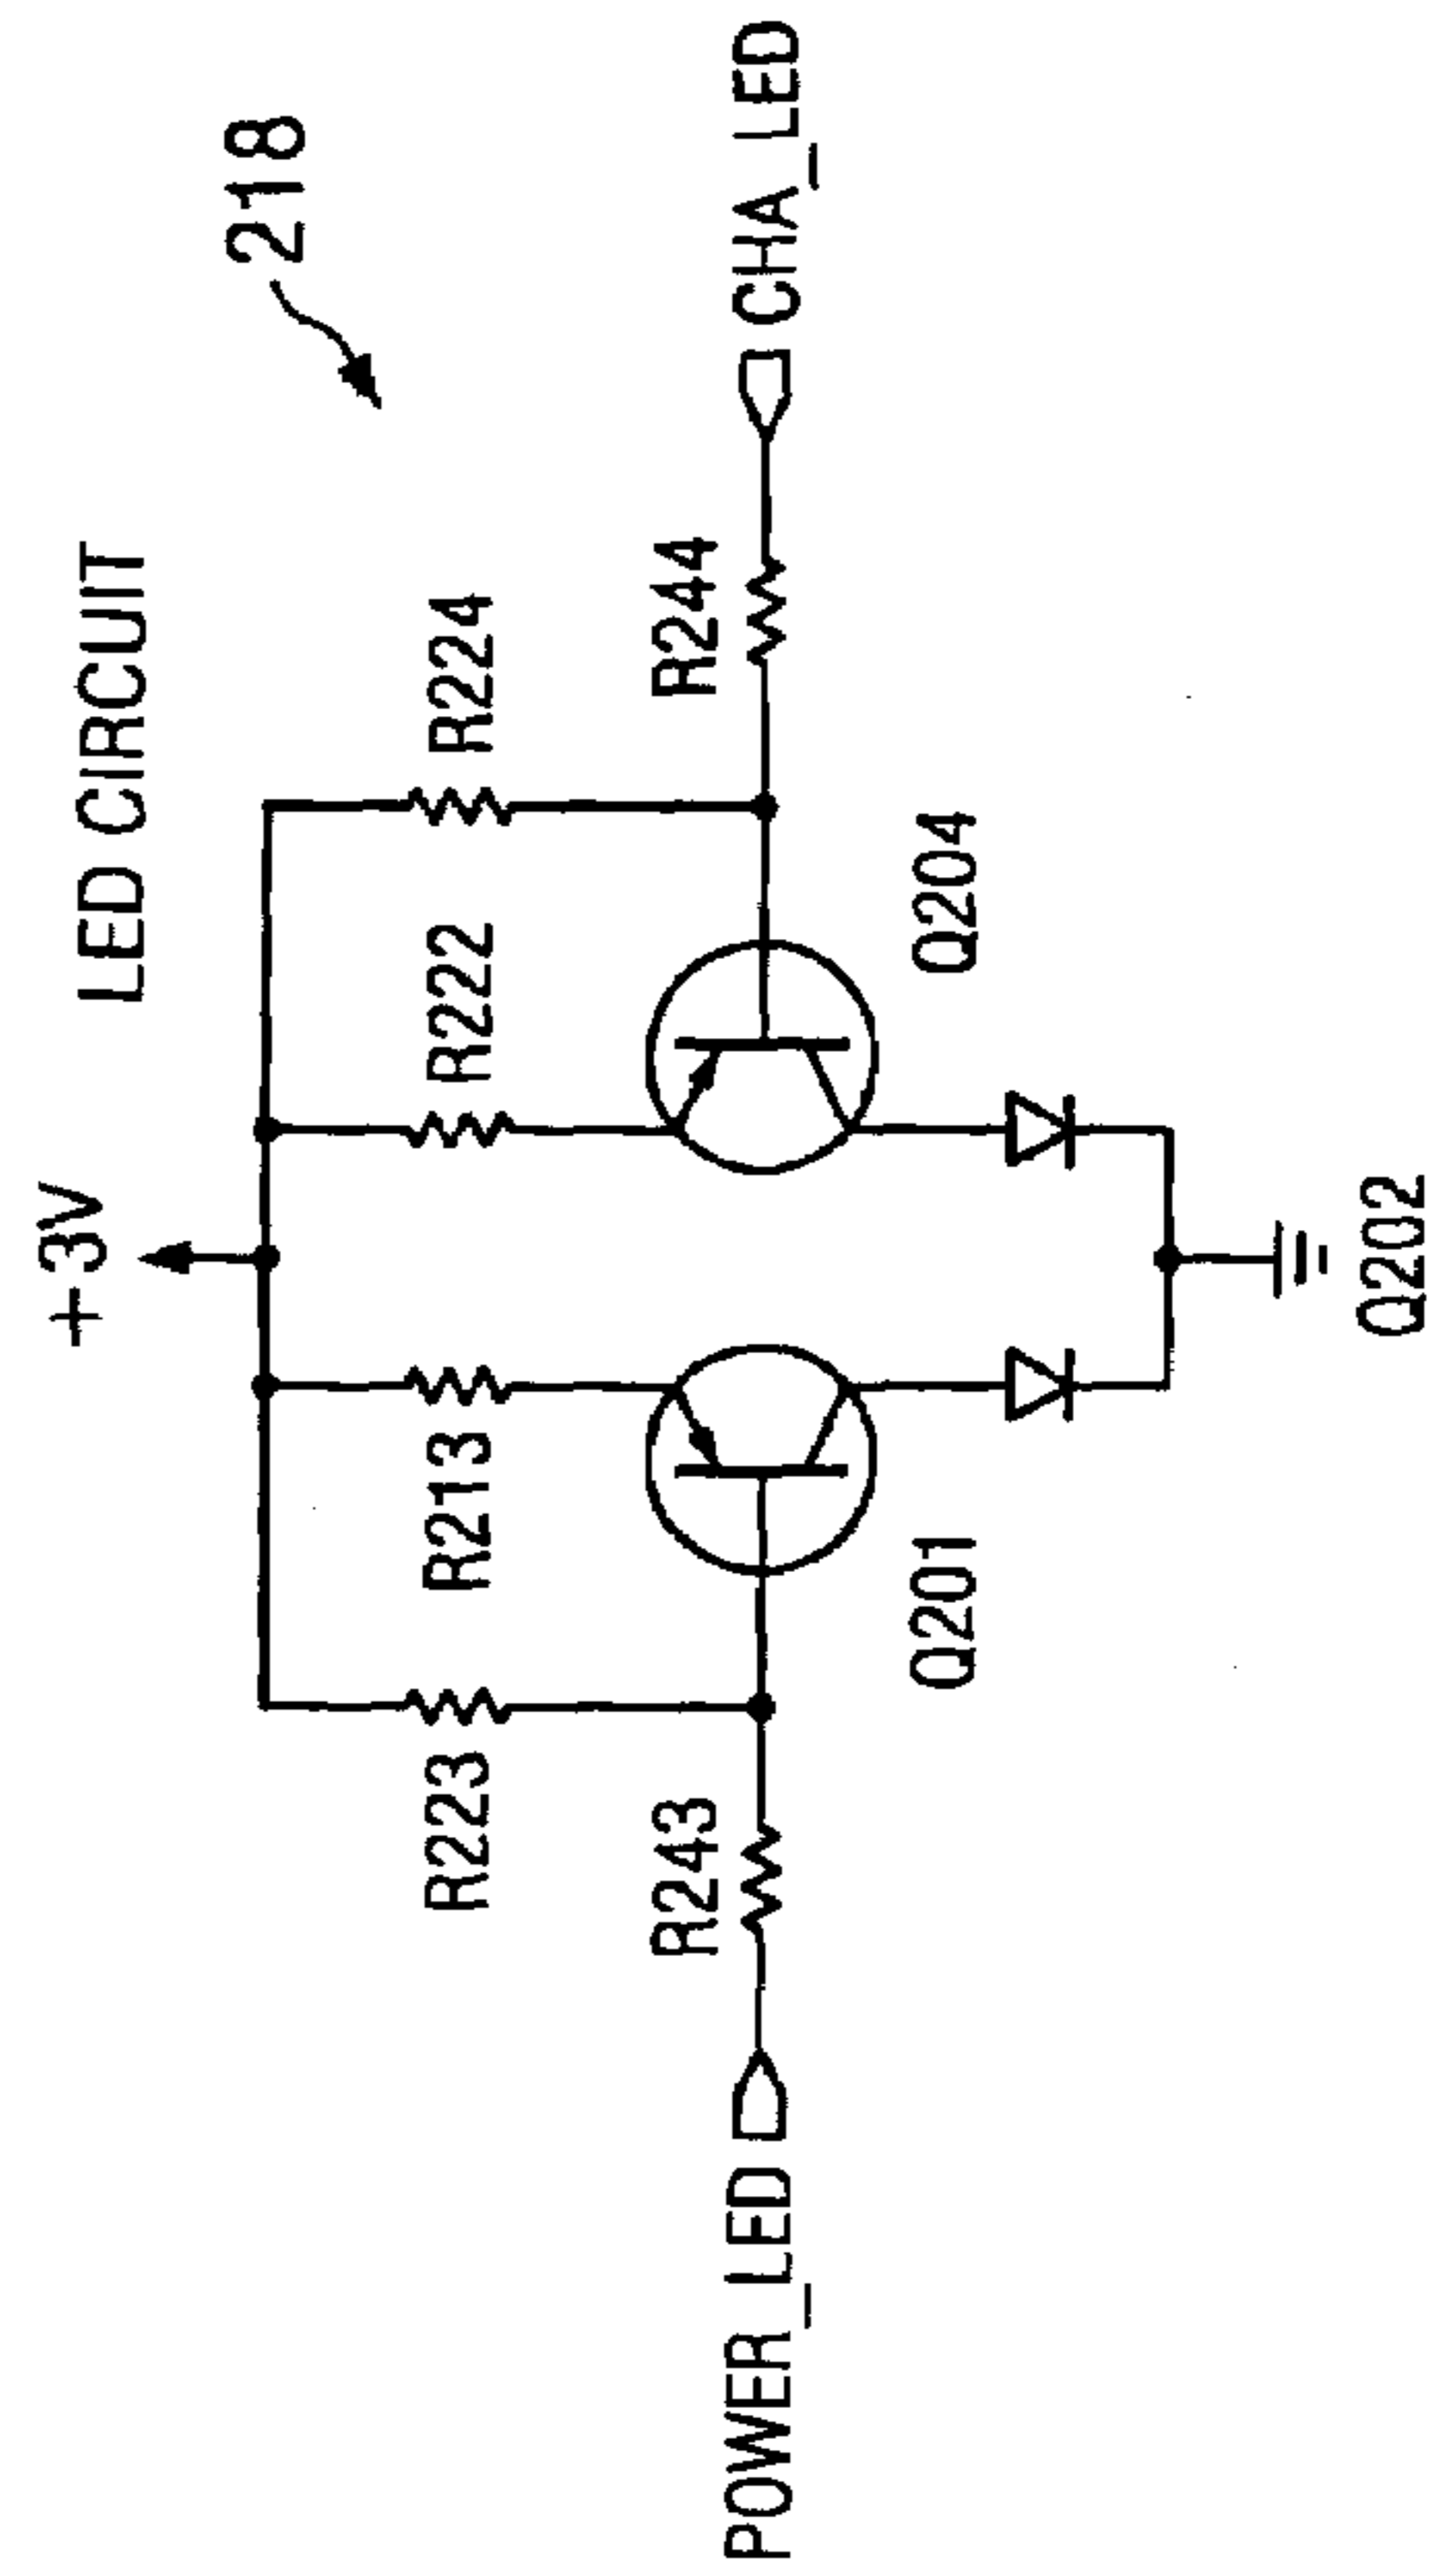 LED CIRCUIT
218
+3V
R223
R213
R222
R224
R243
R244
POWER_LED
CHA_LED
Q201
Q204
Q202